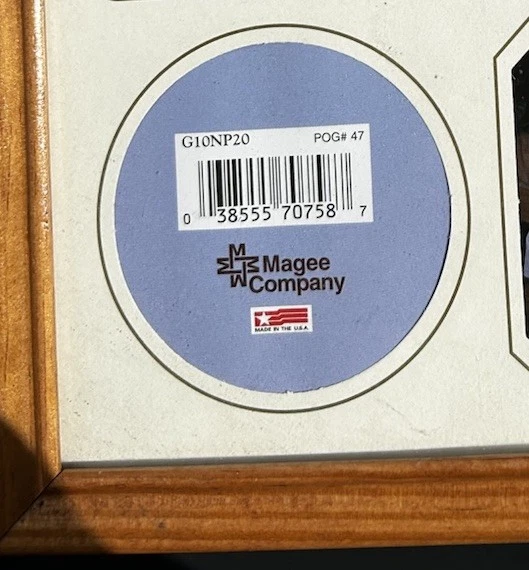 G10NP20 POG# 47
0 38555 70758 7
Magee
Company
MADE IN THE U.S.A.